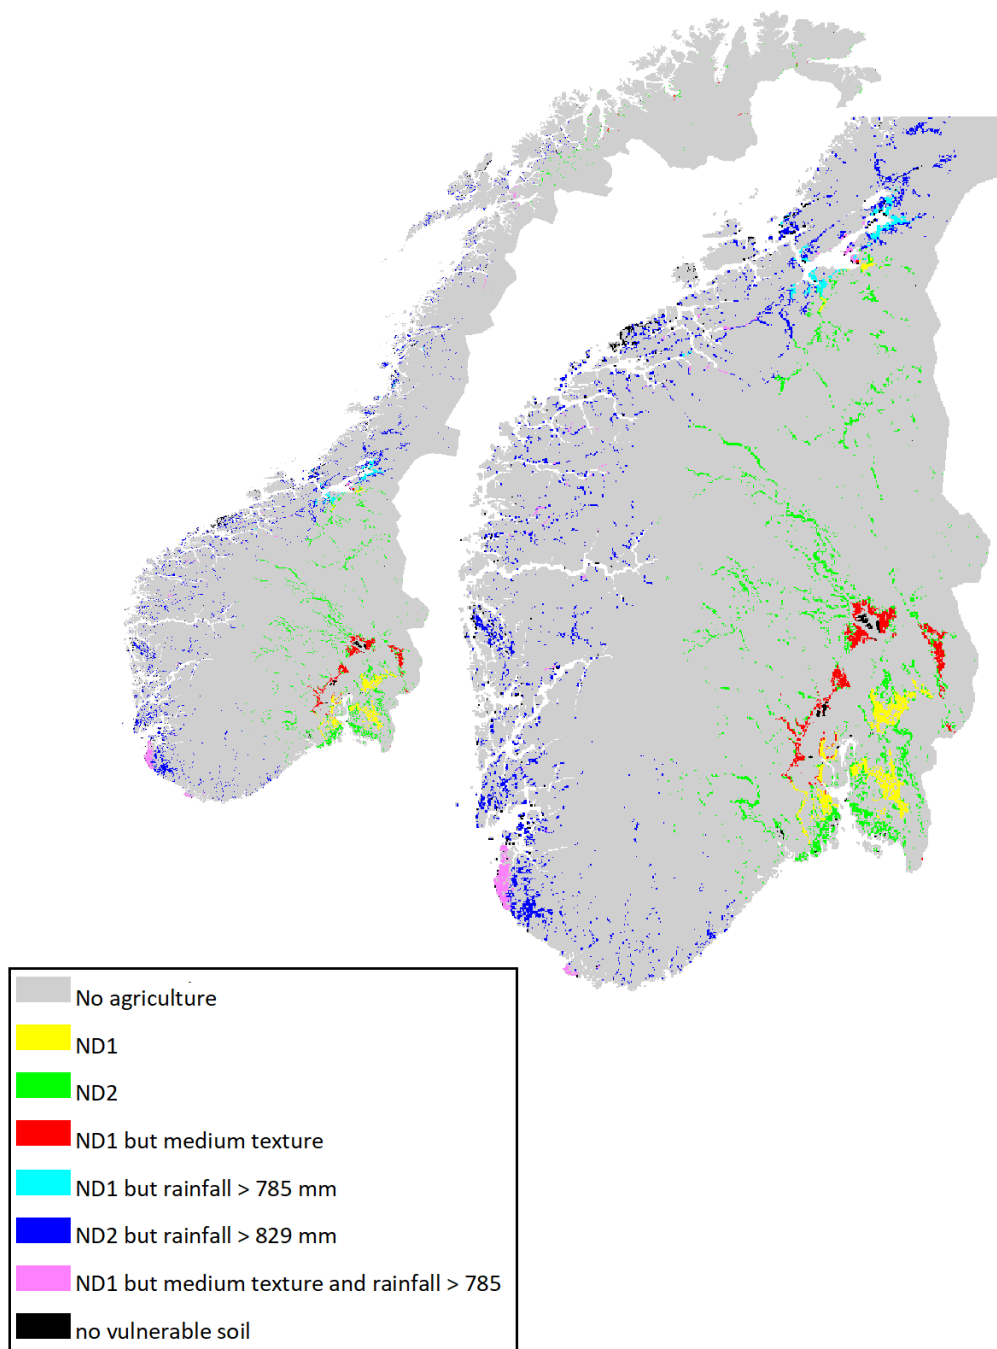 No agriculture
ND1
ND2
ND1 but medium texture
ND1 but rainfall > 785 mm
ND2 but rainfall > 829 mm
ND1 but medium texture and rainfall > 785
no vulnerable soil